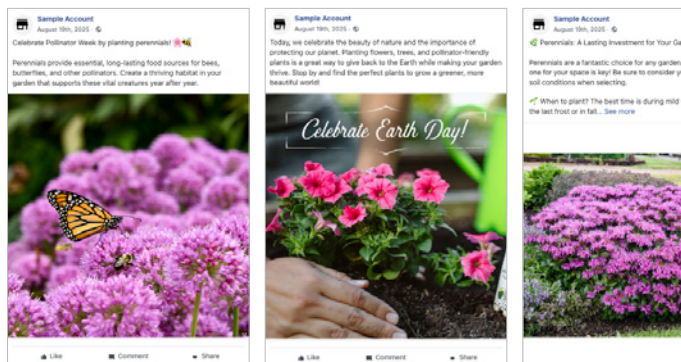 Sample Account
August 19th, 2025 ·
Celebrate Pollinator Week by planting perennials! 🌸🐝
Perennials provide essential, long-lasting food sources for bees,
butterflies, and other pollinators. Create a thriving habitat in your
garden that supports these vital creatures year after year.
Like Comment Share
Sample Account
August 19th, 2025 ·
Today, we celebrate the beauty of nature and the importance of
protecting our planet. Planting flowers, trees, and pollinator-friendly
plants is a great way to give back to the Earth while making your garden
thrive. Stop by and find the perfect plants to grow a greener, more
beautiful world!
Celebrate Earth Day!
Like Comment Share
Sample Account
August 19th, 2025 ·
🌿 Perennials: A Lasting Investment for Your Ga
Perennials are a fantastic choice for any garden
one for your space is key! Be sure to consider y
soil conditions when selecting.
🌱 When to plant? The best time is during mild
the last frost or in fall... See more